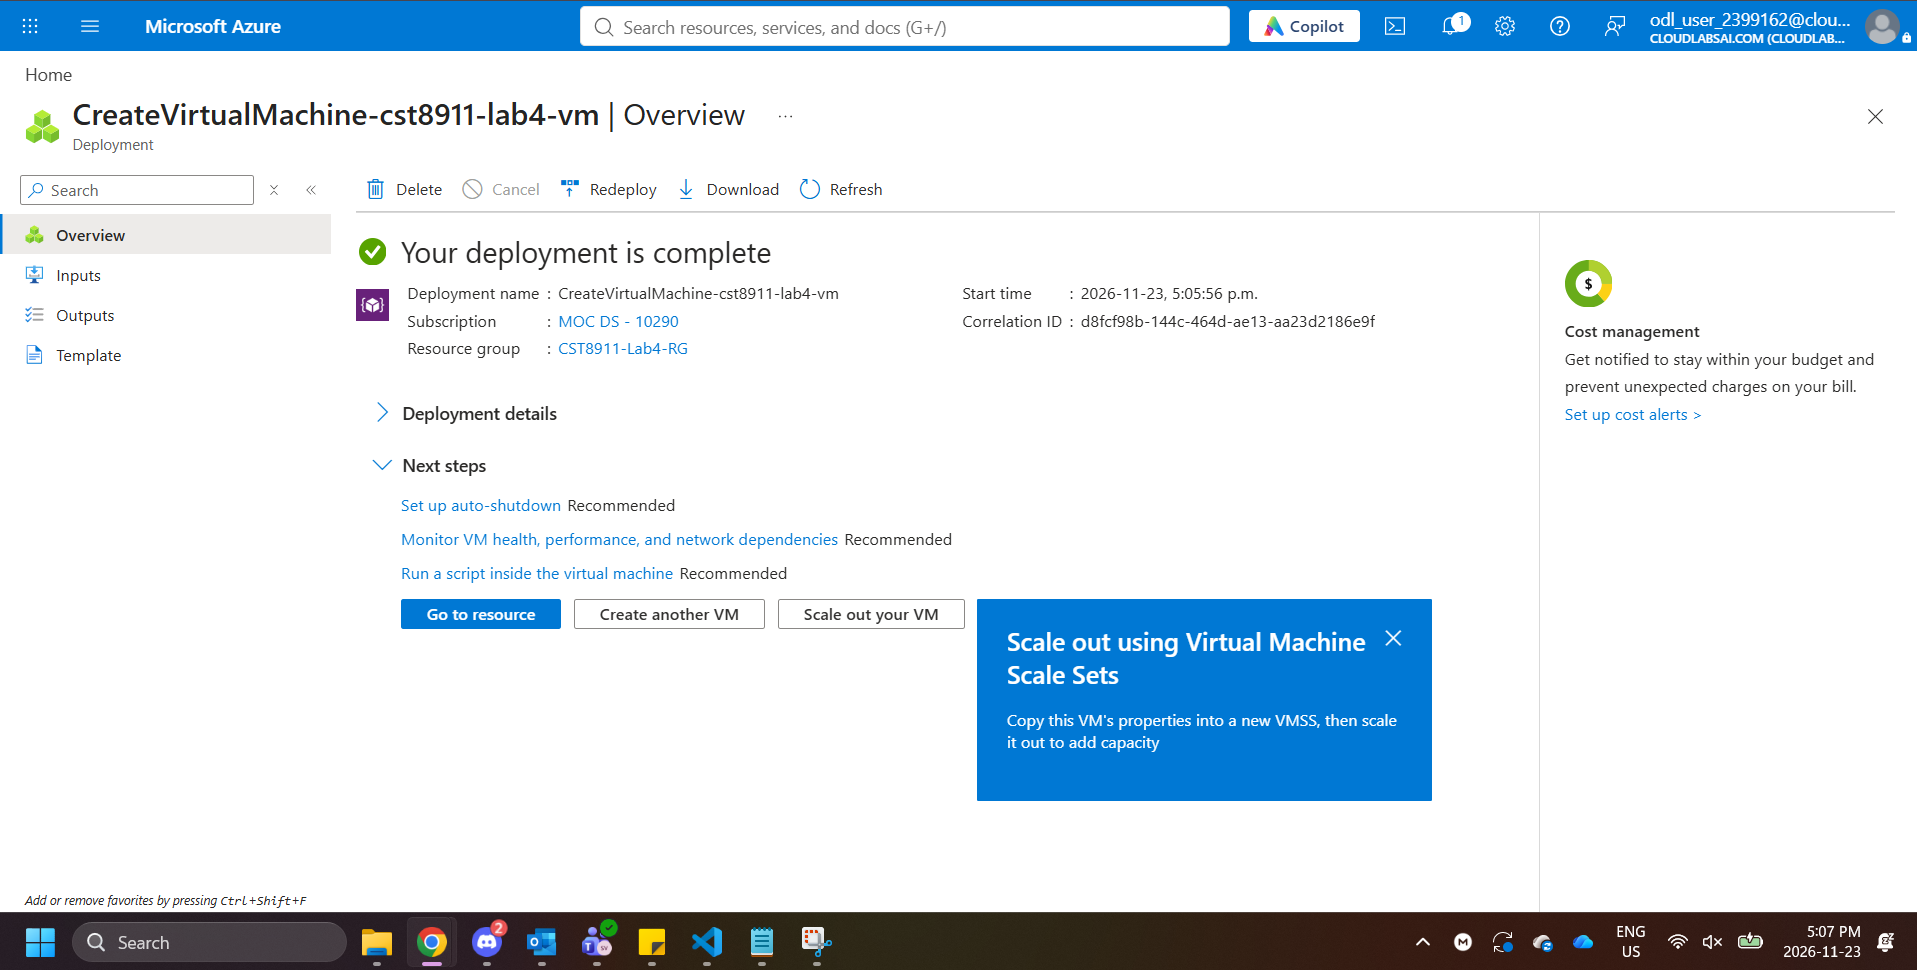 Microsoft Azure
Search resources, services, and docs (G+/)
Copilot
1
odl_user_2399162@clou...
CLOUDLABSAI.COM (CLOUDLAB...
Home
CreateVirtualMachine-cst8911-lab4-vm | Overview ...
Deployment
Search
Delete
Cancel
Redeploy
Download
Refresh
Overview
Inputs
Outputs
Template
Your deployment is complete
Deployment name : CreateVirtualMachine-cst8911-lab4-vm
Subscription : MOC DS - 10290
Resource group : CST8911-Lab4-RG
Start time : 2026-11-23, 5:05:56 p.m.
Correlation ID : d8fcf98b-144c-464d-ae13-aa23d2186e9f
Deployment details
Next steps
Set up auto-shutdown Recommended
Monitor VM health, performance, and network dependencies Recommended
Run a script inside the virtual machine Recommended
Go to resource
Create another VM
Scale out your VM
Scale out using Virtual Machine
Scale Sets
Copy this VM's properties into a new VMSS, then scale
it out to add capacity
$
Cost management
Get notified to stay within your budget and
prevent unexpected charges on your bill.
Set up cost alerts >
Add or remove favorites by pressing Ctrl+Shift+F
Search
2
ENG
US
5:07 PM
2026-11-23